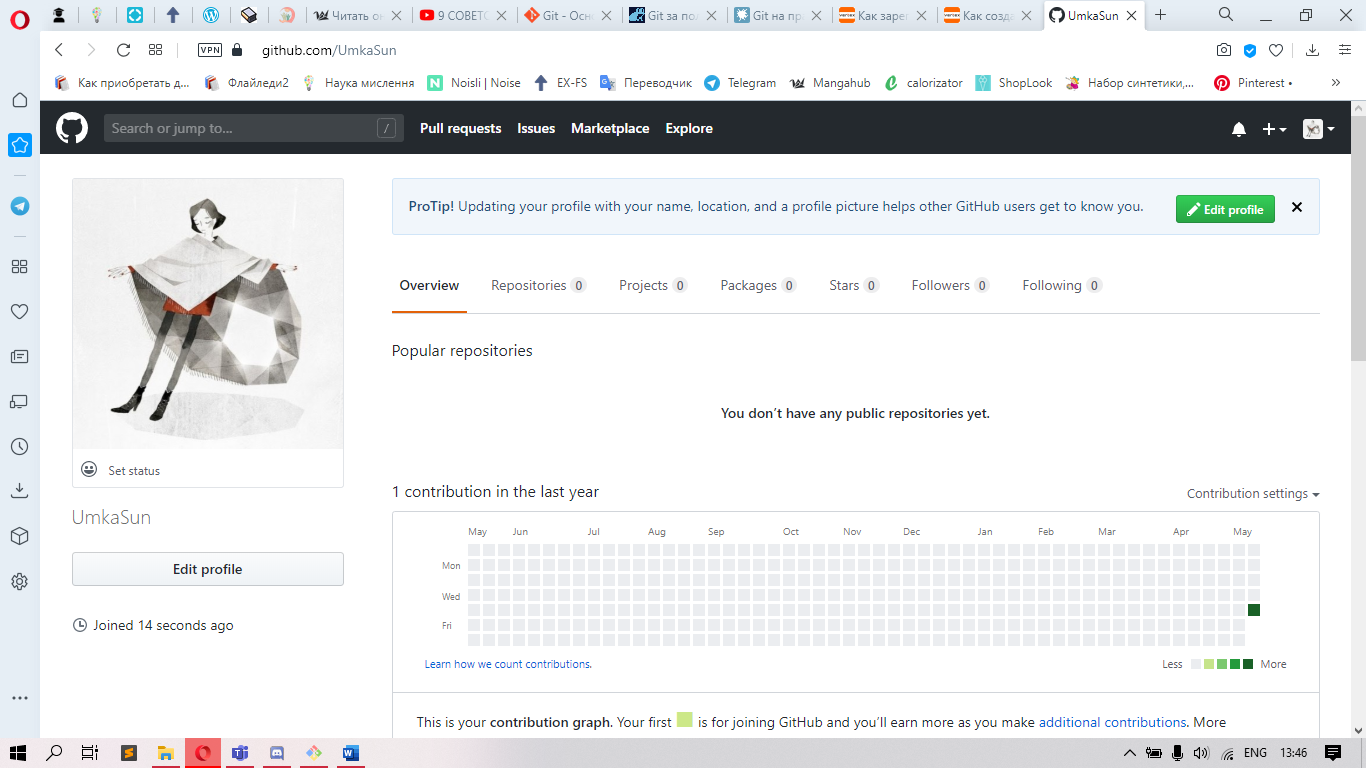 Читать он
9 СОВЕТО
Git - Осно
Git за пол
Git на пр
Как зарег
Как созда
UmkaSun
VPN
github.com/UmkaSun
Как приобретать д...
Флайледи2
Наука мислення
Noisli | Noise
EX-FS
Переводчик
Telegram
Mangahub
calorizator
ShopLook
Набор синтетики,...
Pinterest •
Search or jump to...
/
Pull requests
Issues
Marketplace
Explore
ProTip! Updating your profile with your name, location, and a profile picture helps other GitHub users get to know you.
Edit profile
Overview
Repositories 0
Projects 0
Packages 0
Stars 0
Followers 0
Following 0
Popular repositories
You don’t have any public repositories yet.
Set status
UmkaSun
Edit profile
Joined 14 seconds ago
1 contribution in the last year
Contribution settings
May Jun Jul Aug Sep Oct Nov Dec Jan Feb Mar Apr May
Mon
Wed
Fri
Learn how we count contributions.
Less
More
This is your contribution graph. Your first is for joining GitHub and you’ll earn more as you make additional contributions. More
ENG
13:46